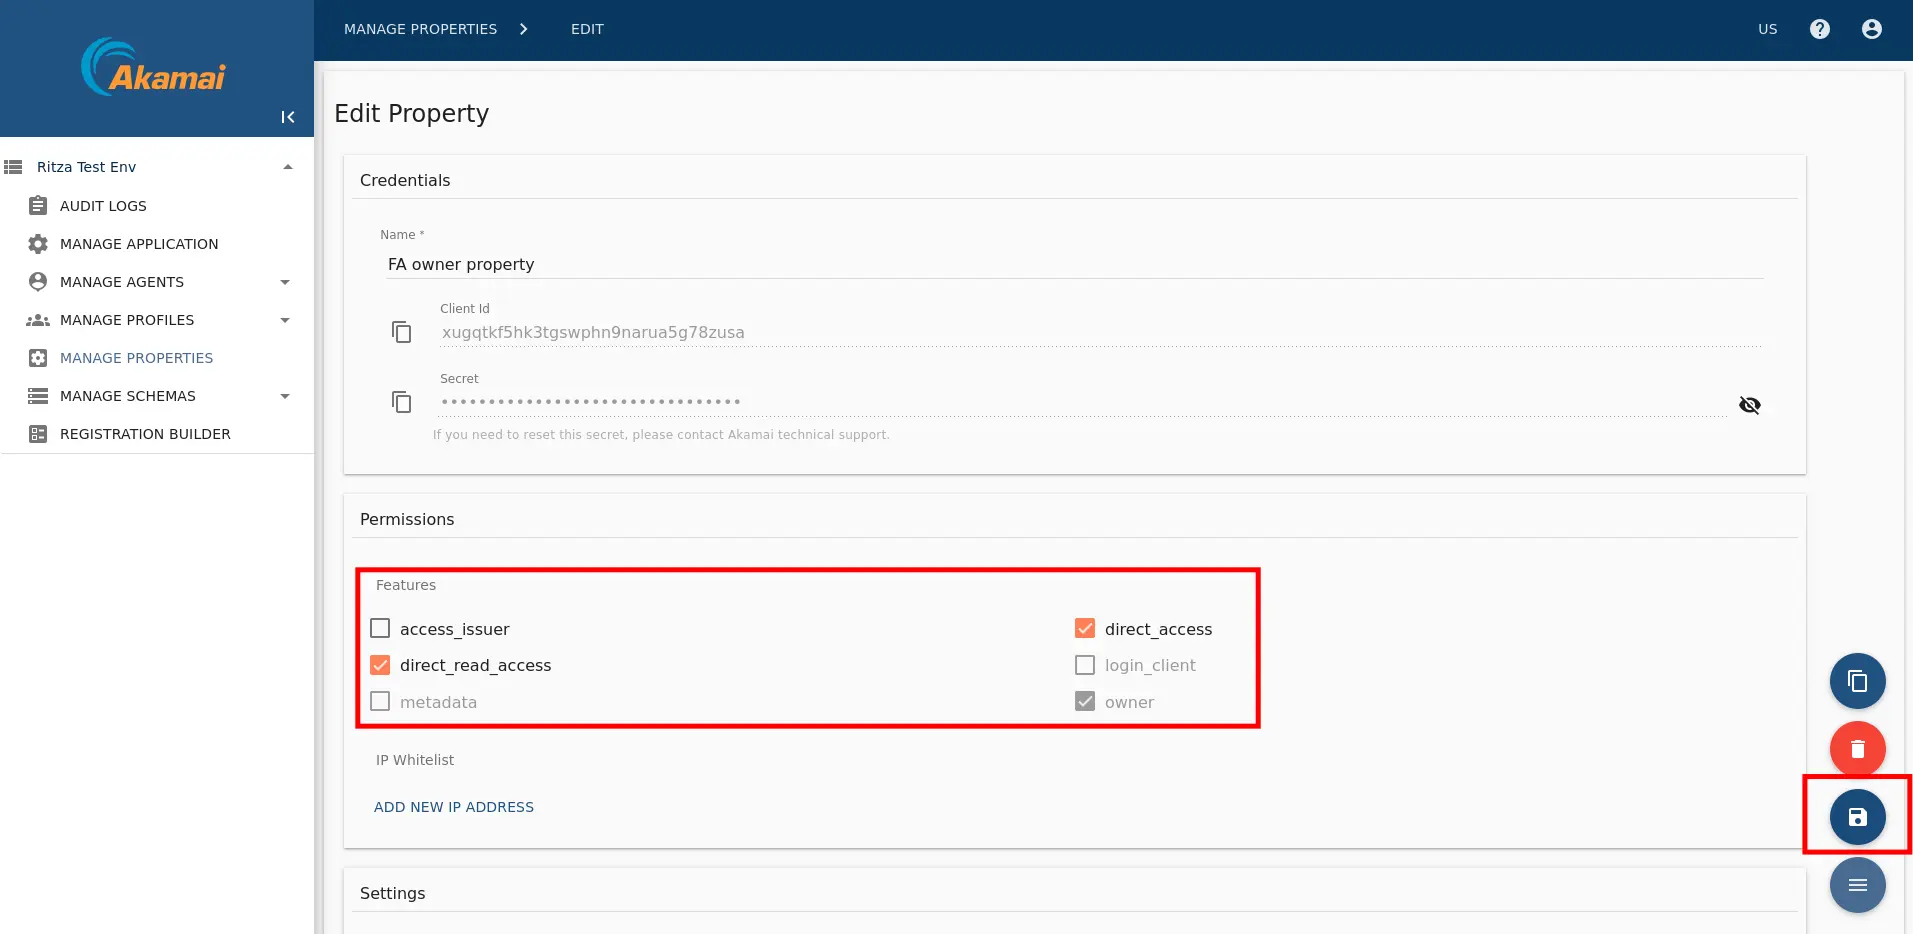 Akamai
MANAGE PROPERTIES
EDIT
US
Ritza Test Env
AUDIT LOGS
MANAGE APPLICATION
MANAGE AGENTS
MANAGE PROFILES
MANAGE PROPERTIES
MANAGE SCHEMAS
REGISTRATION BUILDER
Edit Property
Credentials
Name *
FA owner property
Client Id
xugqtkf5hk3tgswphn9narua5g78zusa
Secret
••••••••••••••••••••••••••••••••
If you need to reset this secret, please contact Akamai technical support.
Permissions
Features
access_issuer
direct_access
direct_read_access
login_client
metadata
owner
IP Whitelist
ADD NEW IP ADDRESS
Settings